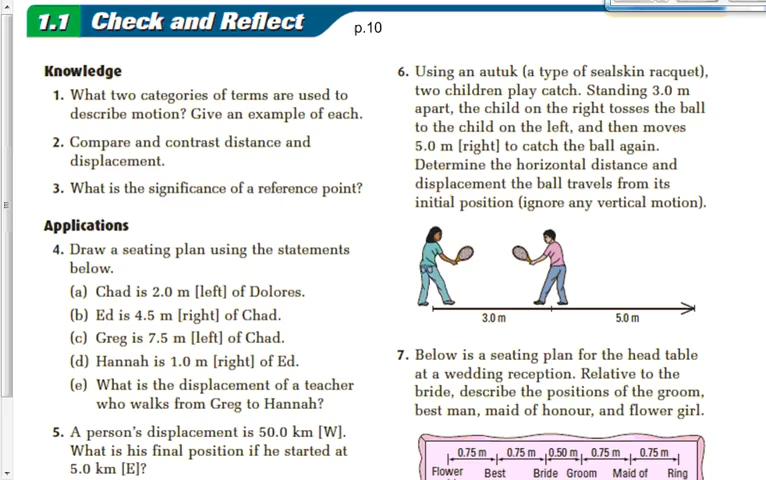 1.1 Check and Reflect
p.10
Knowledge
1. What two categories of terms are used to
describe motion? Give an example of each.
2. Compare and contrast distance and
displacement.
3. What is the significance of a reference point?
Applications
4. Draw a seating plan using the statements
below.
(a) Chad is 2.0 m [left] of Dolores.
(b) Ed is 4.5 m [right] of Chad.
(c) Greg is 7.5 m [left] of Chad.
(d) Hannah is 1.0 m [right] of Ed.
(e) What is the displacement of a teacher
who walks from Greg to Hannah?
5. A person's displacement is 50.0 km [W].
What is his final position if he started at
5.0 km [E]?
6. Using an autuk (a type of sealskin racquet),
two children play catch. Standing 3.0 m
apart, the child on the right tosses the ball
to the child on the left, and then moves
5.0 m [right] to catch the ball again.
Determine the horizontal distance and
displacement the ball travels from its
initial position (ignore any vertical motion).
3.0 m 5.0 m
7. Below is a seating plan for the head table
at a wedding reception. Relative to the
bride, describe the positions of the groom,
best man, maid of honour, and flower girl.
0.75 m 0.75 m 0.50 m 0.75 m 0.75 m
Flower Best Bride Groom Maid of Ring